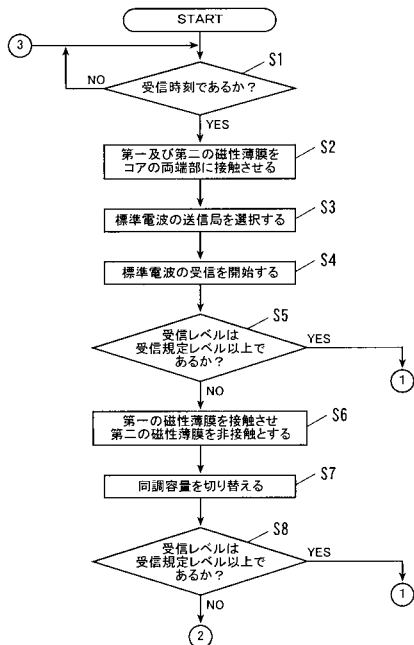 START
3
S1
受信時刻であるか？
NO
YES
S2
第一及び第二の磁性薄膜を
コアの両端部に接触させる
S3
標準電波の送信局を選択する
S4
標準電波の受信を開始する
S5
受信レベルは
受信規定レベル以上で
あるか？
YES
1
NO
S6
第一の磁性薄膜を接触させ
第二の磁性薄膜を非接触とする
S7
同調容量を切り替える
S8
受信レベルは
受信規定レベル以上で
あるか？
YES
1
NO
2